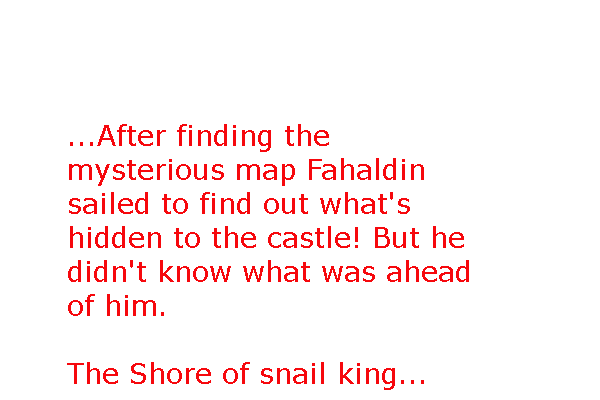 ...After finding the
mysterious map Fahaldin
sailed to find out what's
hidden to the castle! But he
didn't know what was ahead
of him.
The Shore of snail king...